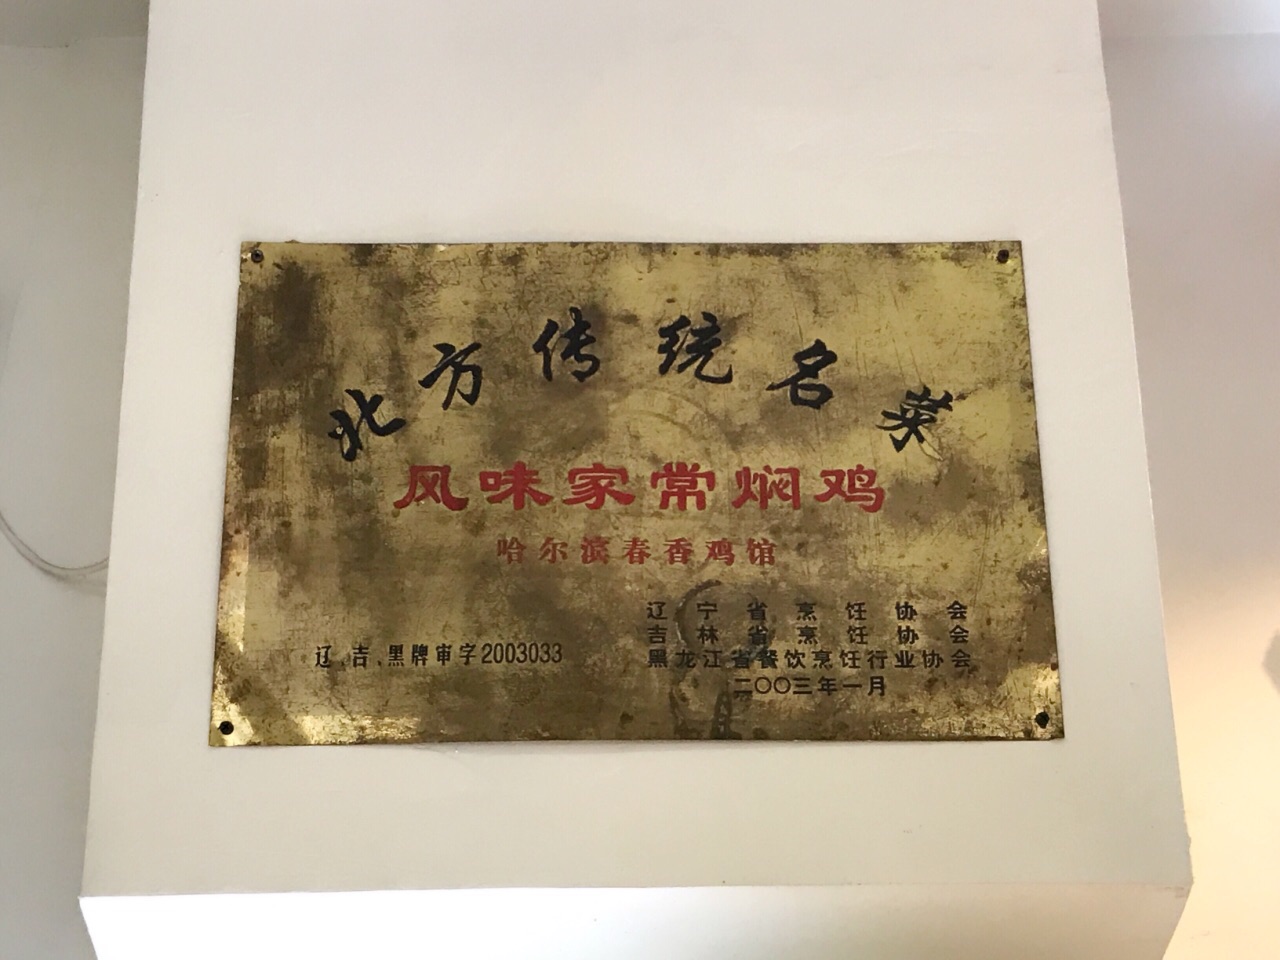 北方传统名菜
风味家常焖鸡
哈尔滨春香鸡馆
辽宁省烹饪协会
吉林省烹饪协会
黑龙江省餐饮烹饪行业协会
二〇〇三年一月
辽、吉、黑牌审字2003033